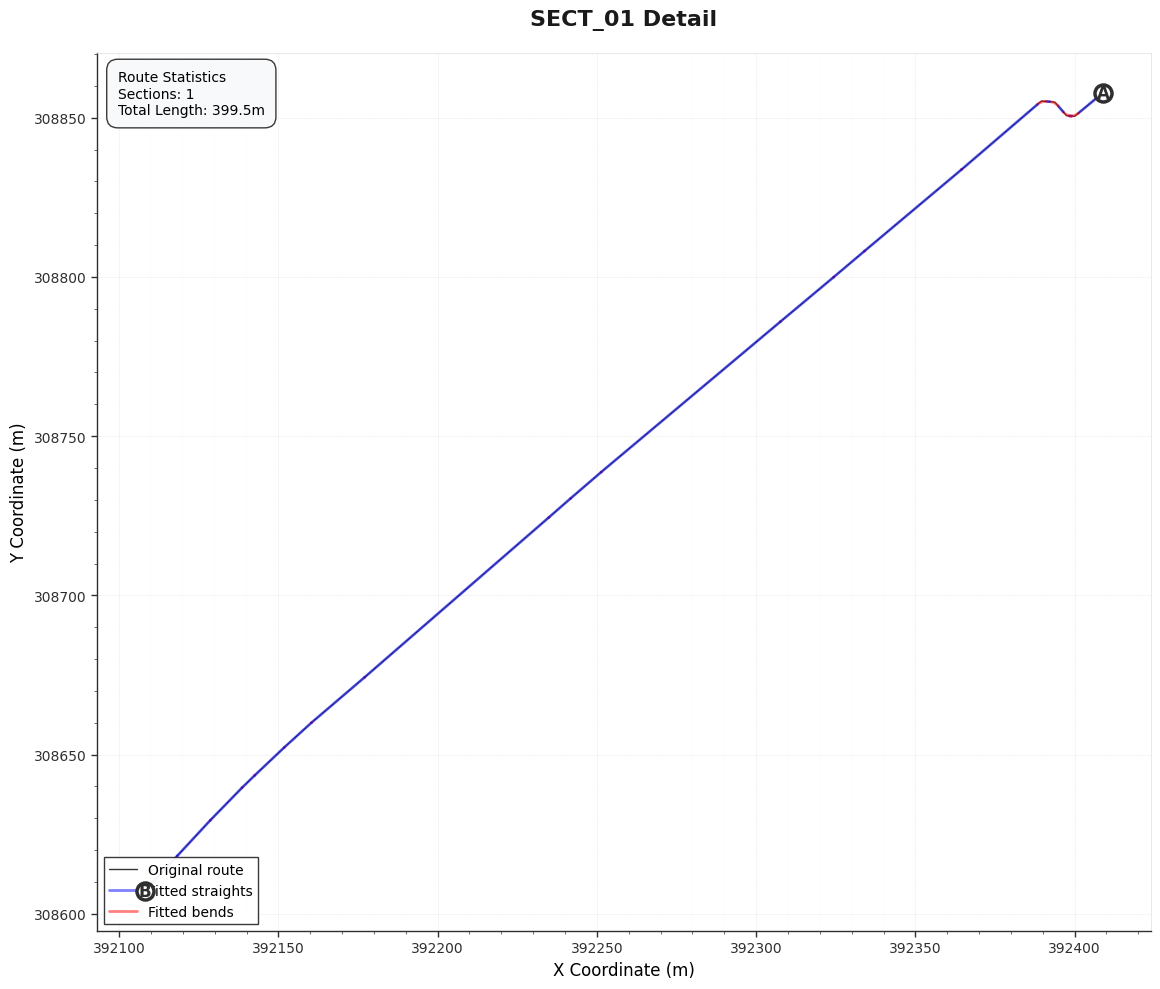 SECT_01 Detail
Route Statistics
Sections: 1
Total Length: 399.5m
A
308850
308800
308750
308700
308650
308600
Y Coordinate (m)
Original route
B
itted straights
Fitted bends
392100
392150
392200
392250
392300
392350
392400
X Coordinate (m)